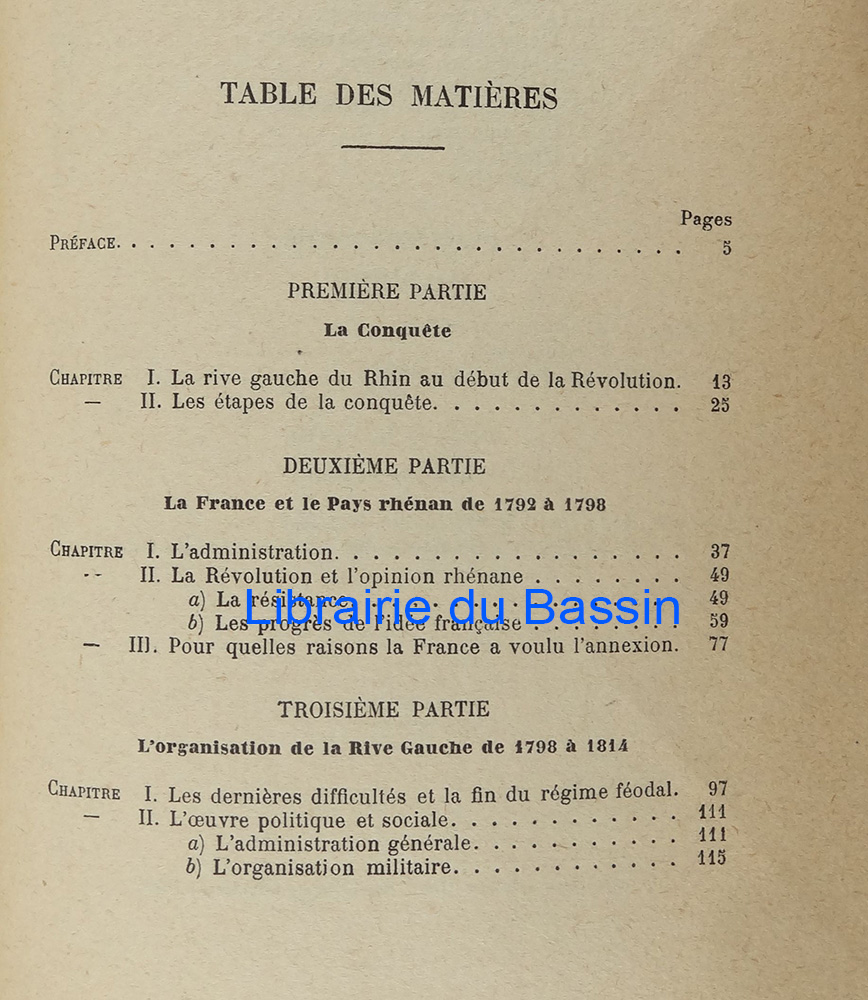 TABLE DES MATIÈRES
Pages
PRÉFACE. . . . . . . . . . . . . . . . . . . . . . . . . . . . 5
PREMIÈRE PARTIE
La Conquête
CHAPITRE I. La rive gauche du Rhin au début de la Révolution. 13
— II. Les étapes de la conquête. . . . . . . . . . . . . 25
DEUXIÈME PARTIE
La France et le Pays rhénan de 1792 à 1798
CHAPITRE I. L'administration. . . . . . . . . . . . . . . . . 37
— II. La Révolution et l'opinion rhénane . . . . . . . . 49
a) La résistance. . . . . . . . . . . . . . . . 49
b) Les progrès de l'idée française . . . . . . . . 59
Librairie du Bassin
— III. Pour quelles raisons la France a voulu l'annexion. 77
TROISIÈME PARTIE
L'organisation de la Rive Gauche de 1798 à 1814
CHAPITRE I. Les dernières difficultés et la fin du régime féodal. 97
— II. L'œuvre politique et sociale. . . . . . . . . . . . 111
a) L'administration générale. . . . . . . . . . . 111
b) L'organisation militaire. . . . . . . . . . . . 115